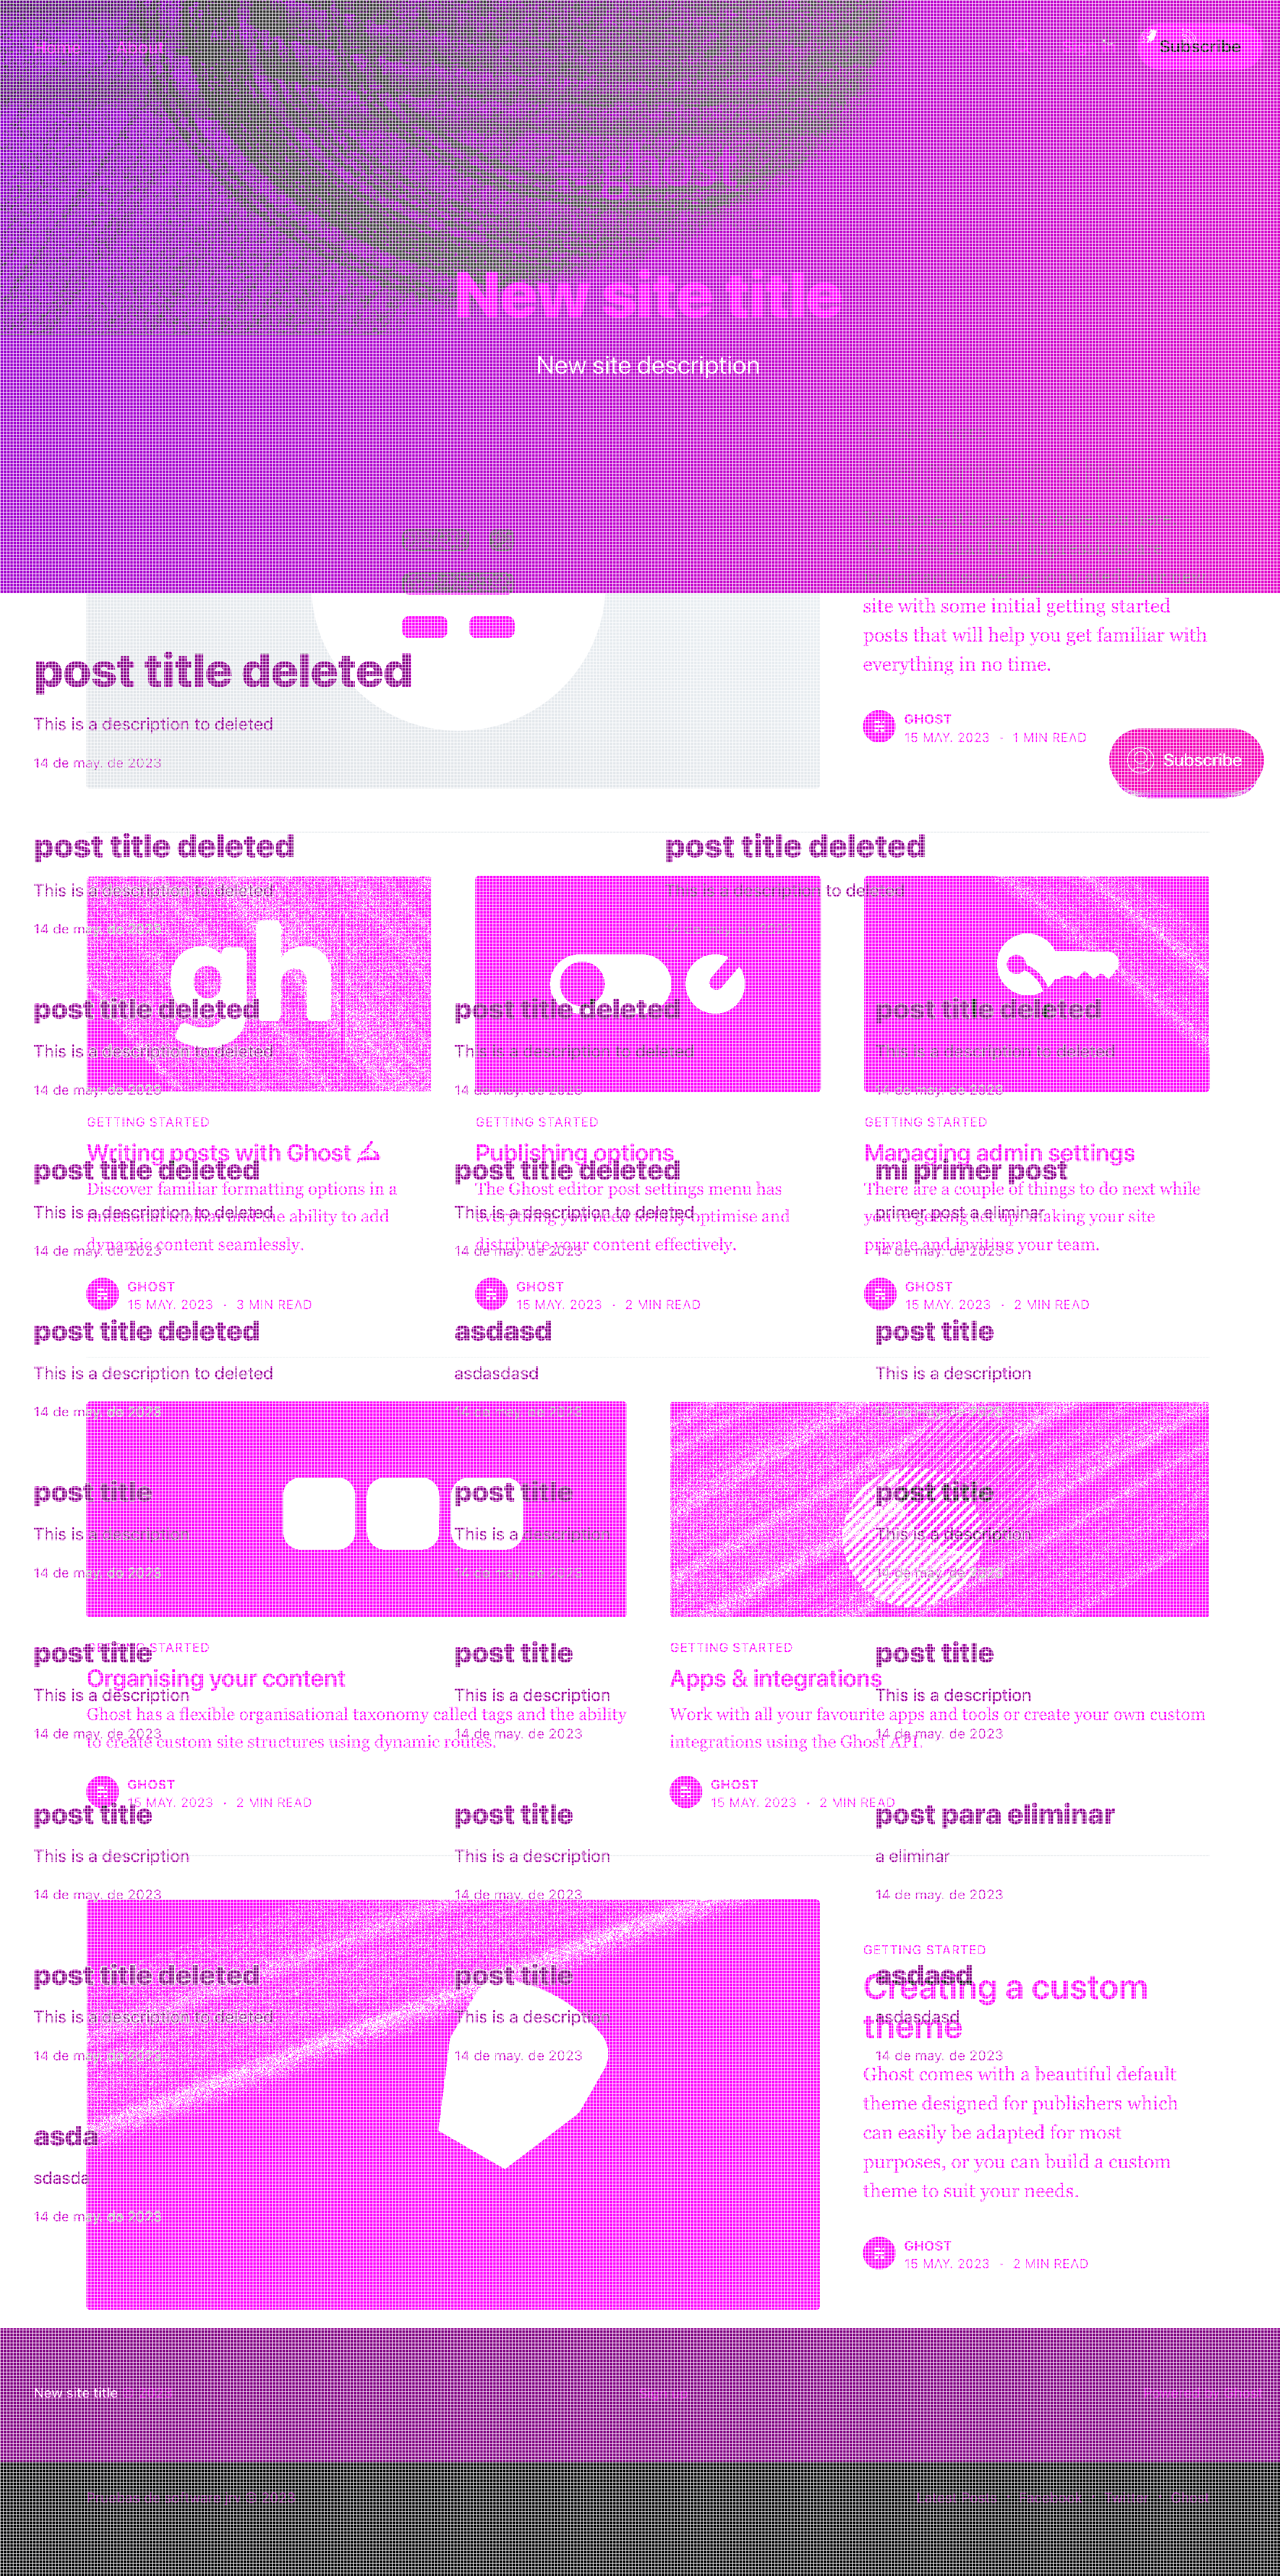 Home About
Subscribe
New site title
New site description
site with some initial getting started
posts that will help you get familiar with
everything in no time.
post title deleted
This is a description to deleted
14 de may. de 2023
GHOST
15 MAY. 2023 - 1 MIN READ
Subscribe
post title deleted
This is a description to deleted
14 de may. de 2023
post title deleted
This is a description to deleted
gh
post title deleted
This is a description to deleted
14 de may. de 2023
post title deleted
This is a description to deleted
14 de may. de 2023
post title deleted
This is a description to deleted
14 de may. de 2023
GETTING STARTED
Writing posts with Ghost ✍️
Discover familiar formatting options in a
functional toolbar and the ability to add
dynamic content seamlessly.
GHOST
15 MAY. 2023 - 3 MIN READ
GETTING STARTED
Publishing options
The Ghost editor post settings menu has
everything you need to fully optimise and
distribute your content effectively.
GHOST
15 MAY. 2023 - 2 MIN READ
GETTING STARTED
Managing admin settings
There are a couple of things to do next while
you're getting set up: making your site
private and inviting your team.
GHOST
15 MAY. 2023 - 2 MIN READ
post title deleted
This is a description to deleted
14 de may. de 2023
post title deleted
This is a description to deleted
14 de may. de 2023
mi primer post
primer post a eliminar
14 de may. de 2023
post title deleted
This is a description to deleted
14 de may. de 2023
asdasd
asdasdasd
14 de may. de 2023
post title
This is a description
14 de may. de 2023
post title
This is a description
14 de may. de 2023
post title
This is a description
14 de may. de 2023
post title
This is a description
14 de may. de 2023
GETTING STARTED
Organising your content
Ghost has a flexible organisational taxonomy called tags and the ability
to create custom site structures using dynamic routes.
GHOST
15 MAY. 2023 - 2 MIN READ
GETTING STARTED
Apps & integrations
Work with all your favourite apps and tools or create your own custom
integrations using the Ghost API.
GHOST
15 MAY. 2023 - 2 MIN READ
post title
This is a description
14 de may. de 2023
post title
This is a description
14 de may. de 2023
post title
This is a description
14 de may. de 2023
post title
This is a description
14 de may. de 2023
post title
This is a description
14 de may. de 2023
post para eliminar
a eliminar
14 de may. de 2023
post title deleted
This is a description to deleted
14 de may. de 2023
post title
This is a description
14 de may. de 2023
asdasd
asdasdasd
14 de may. de 2023
GETTING STARTED
Creating a custom
theme
Ghost comes with a beautiful default
theme designed for publishers which
can easily be adapted for most
purposes, or you can build a custom
theme to suit your needs.
GHOST
15 MAY. 2023 - 2 MIN READ
asda
sdasda
14 de may. de 2023
New site title
Latest Posts Facebook Twitter Ghost